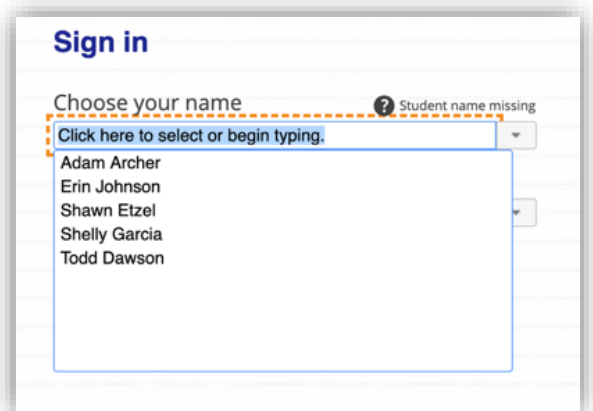 Sign in
Choose your name
? Student name missing
Click here to select or begin typing.
Adam Archer
Erin Johnson
Shawn Etzel
Shelly Garcia
Todd Dawson